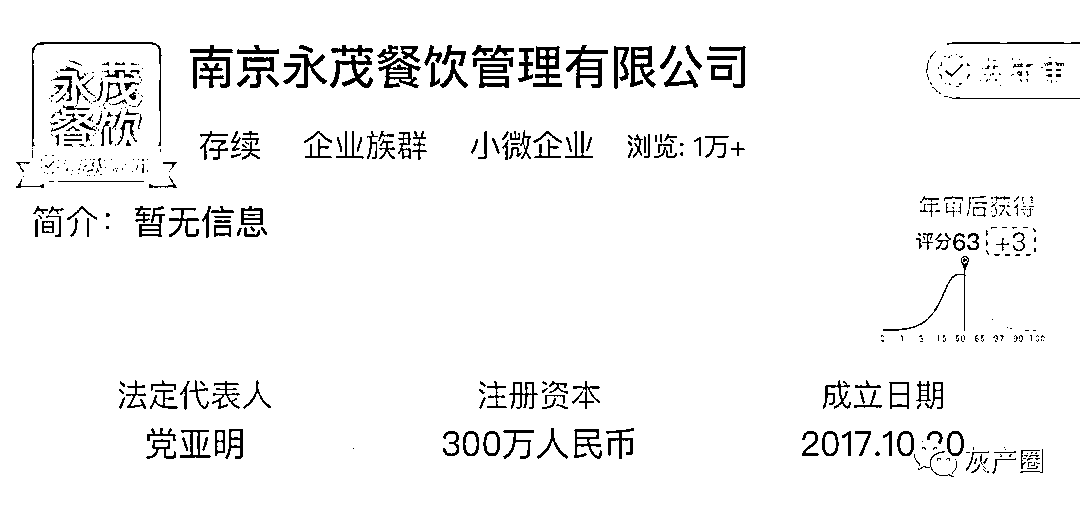 永茂
餐饮
南京永茂餐饮管理有限公司
存续 企业族群 小微企业 浏览: 1万+
简介: 暂无信息
年审后获得
评分63 +3
法定代表人 注册资本 成立日期
党亚明 300万人民币 2017.10.20
灰产圈